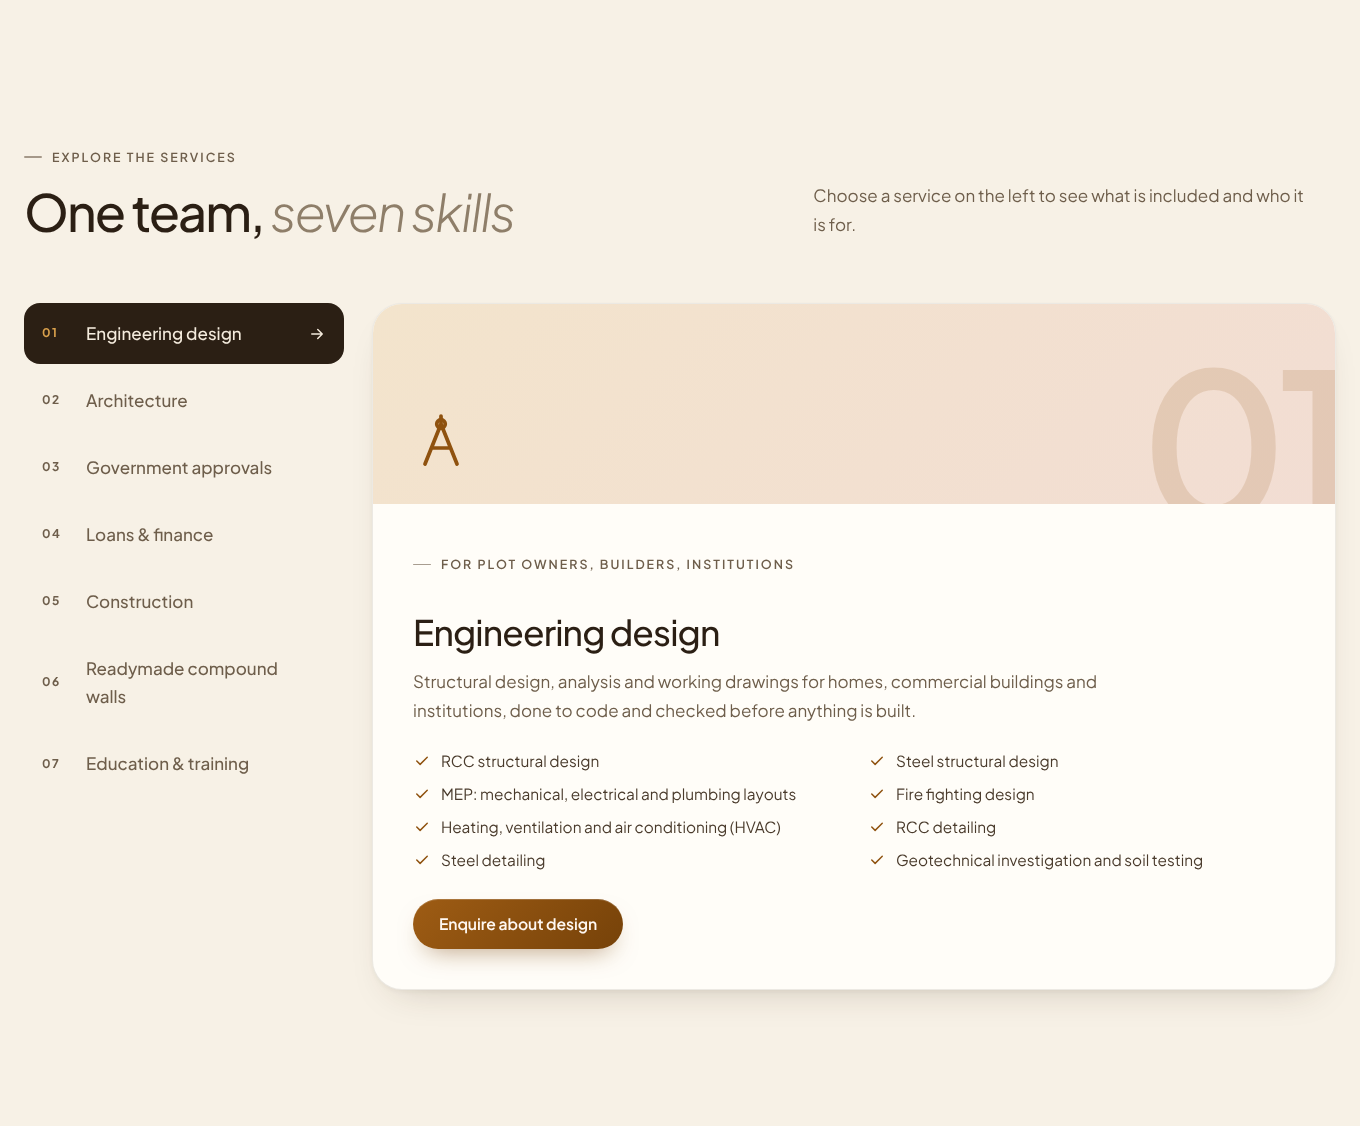 EXPLORE THE SERVICES
One team, seven skills
Choose a service on the left to see what is included and who it
is for.
01 Engineering design →
02 Architecture
03 Government approvals
04 Loans & finance
05 Construction
06 Readymade compound
walls
07 Education & training
01
FOR PLOT OWNERS, BUILDERS, INSTITUTIONS
Engineering design
Structural design, analysis and working drawings for homes, commercial buildings and
institutions, done to code and checked before anything is built.
RCC structural design
Steel structural design
MEP: mechanical, electrical and plumbing layouts
Fire fighting design
Heating, ventilation and air conditioning (HVAC)
RCC detailing
Steel detailing
Geotechnical investigation and soil testing
Enquire about design